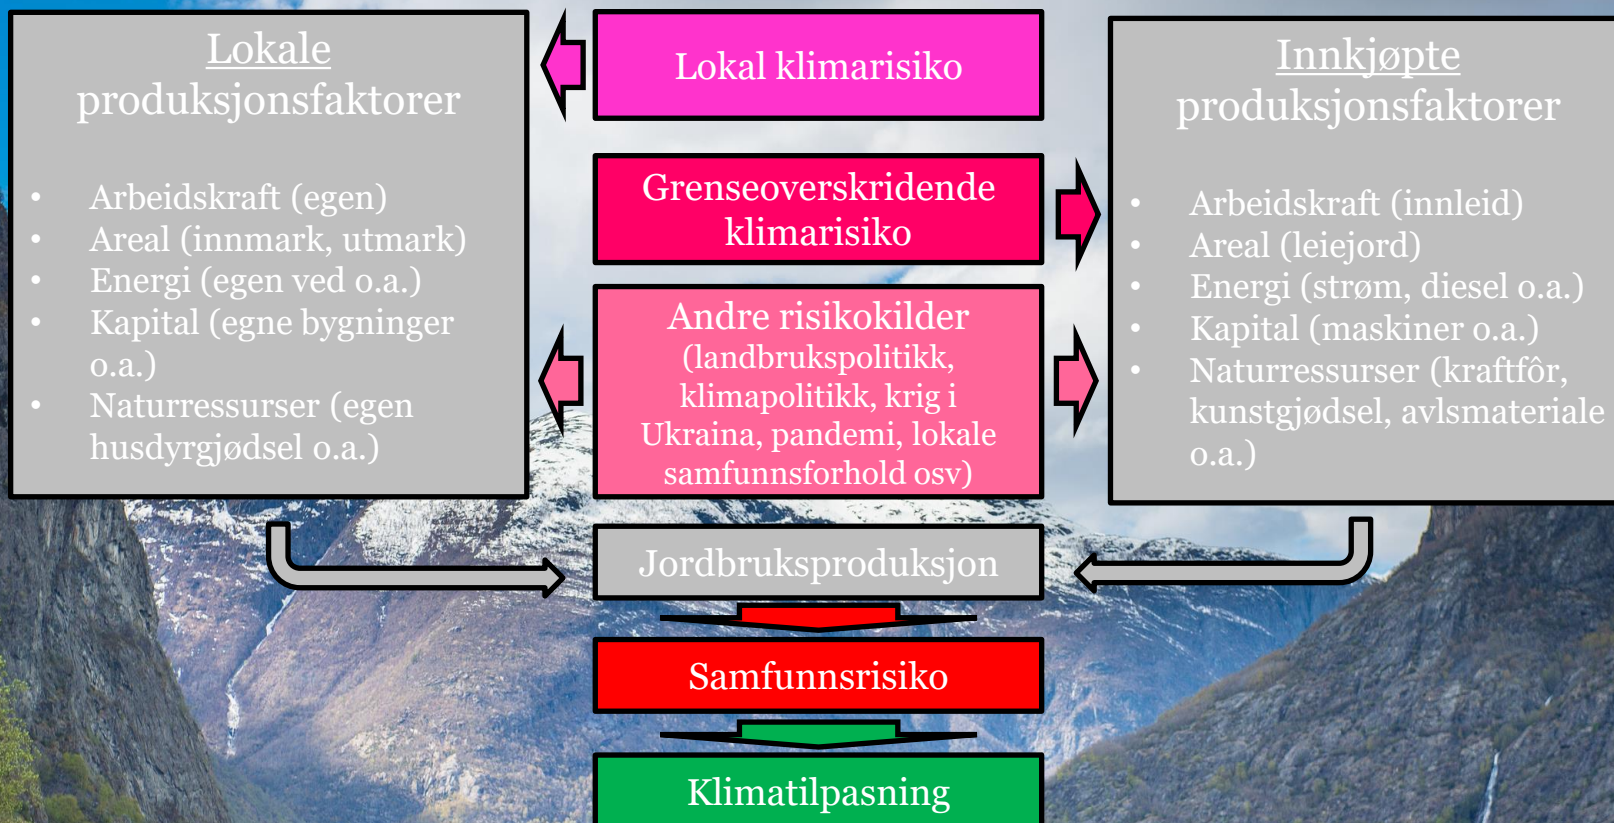 Lokale
produksjonsfaktorer
• Arbeidskraft (egen)
• Areal (innmark, utmark)
• Energi (egen ved o.a.)
• Kapital (egne bygninger
o.a.)
• Naturressurser (egen
husdyrgjødsel o.a.)
Lokal klimarisiko
Grenseoverskridende
klimarisiko
Andre risikokilder
(landbrukspolitikk,
klimapolitikk, krig i
Ukraina, pandemi, lokale
samfunnsforhold osv)
Innkjøpte
produksjonsfaktorer
• Arbeidskraft (innleid)
• Areal (leiejord)
• Energi (strøm, diesel o.a.)
• Kapital (maskiner o.a.)
• Naturressurser (kraftfôr,
kunstgjødsel, avlsmateriale
o.a.)
Jordbruksproduksjon
Samfunnsrisiko
Klimatilpasning